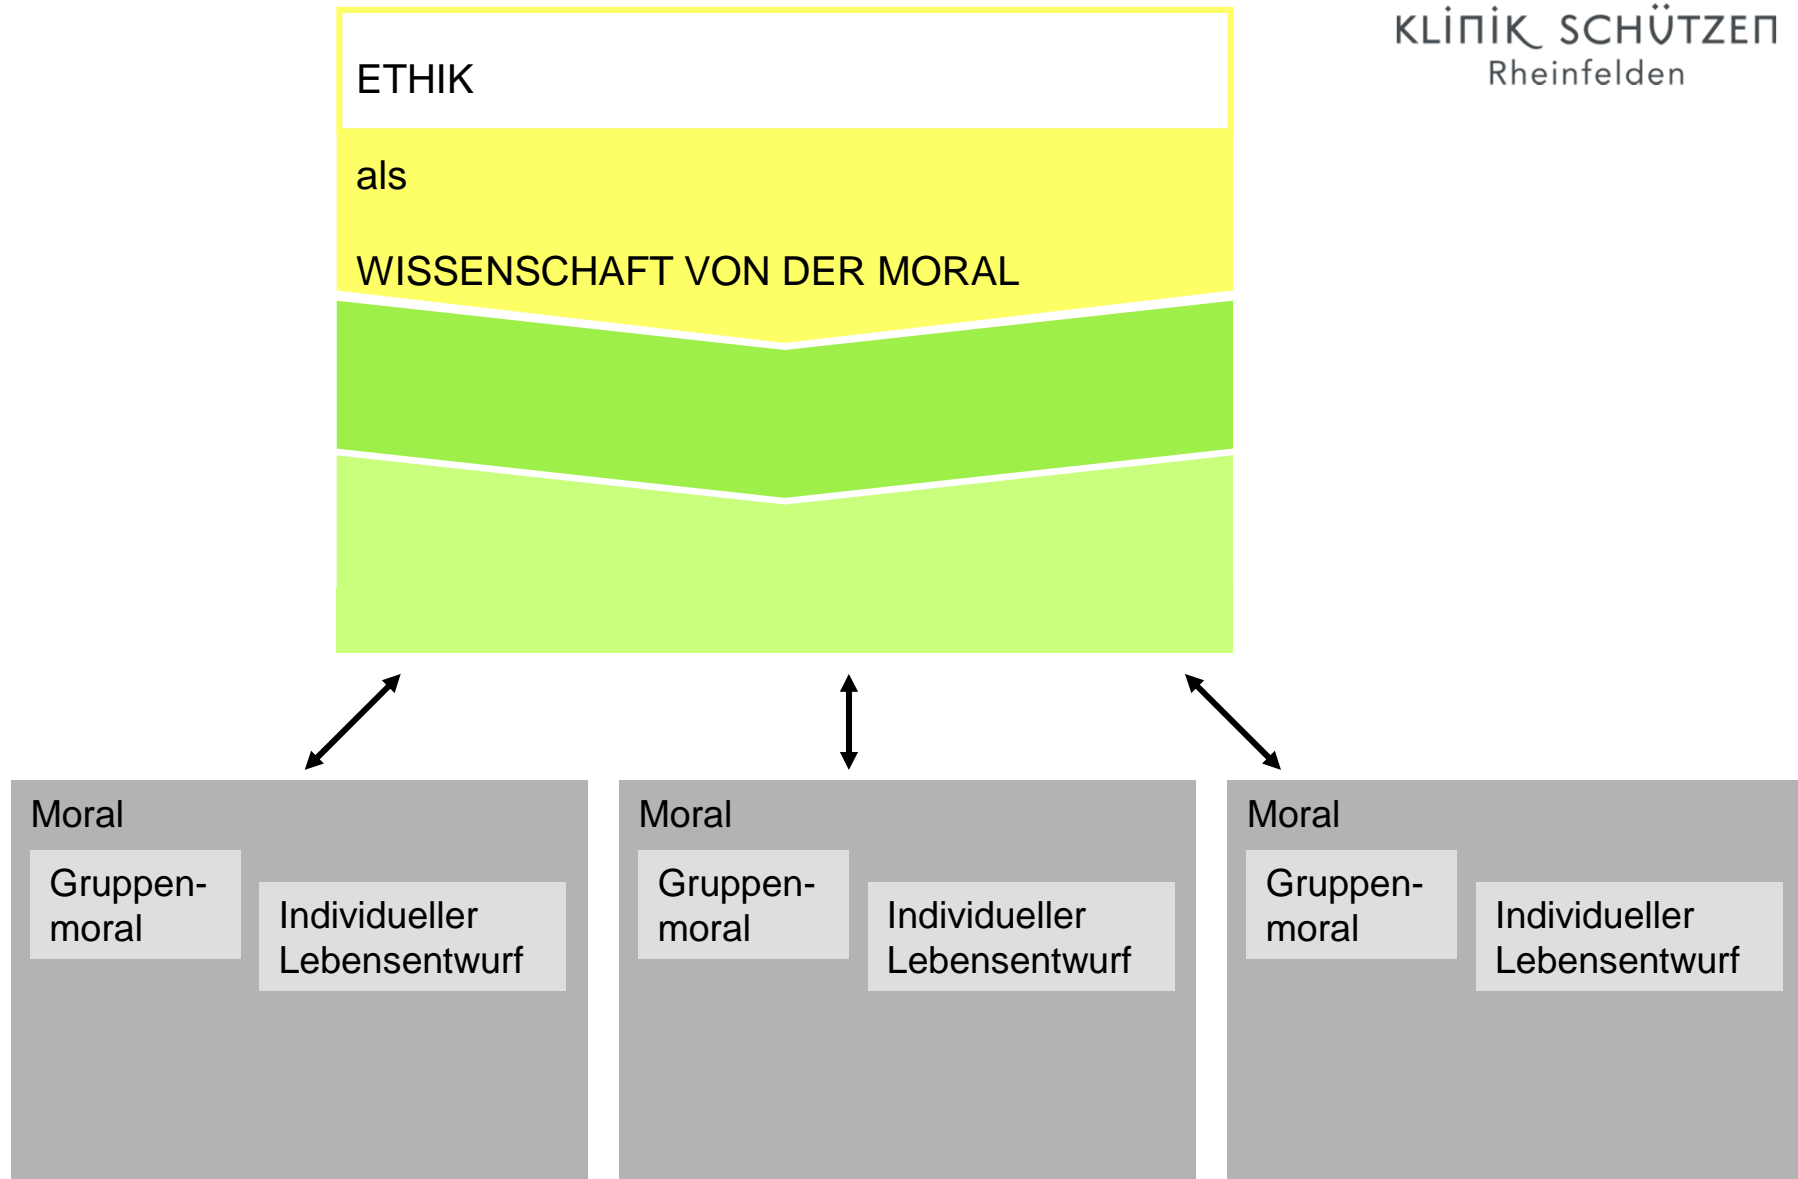 KLINIK SCHÜTZEN
Rheinfelden
ETHIK
als
WISSENSCHAFT VON DER MORAL
Moral
Gruppen-
moral
Individueller
Lebensentwurf
Moral
Gruppen-
moral
Individueller
Lebensentwurf
Moral
Gruppen-
moral
Individueller
Lebensentwurf